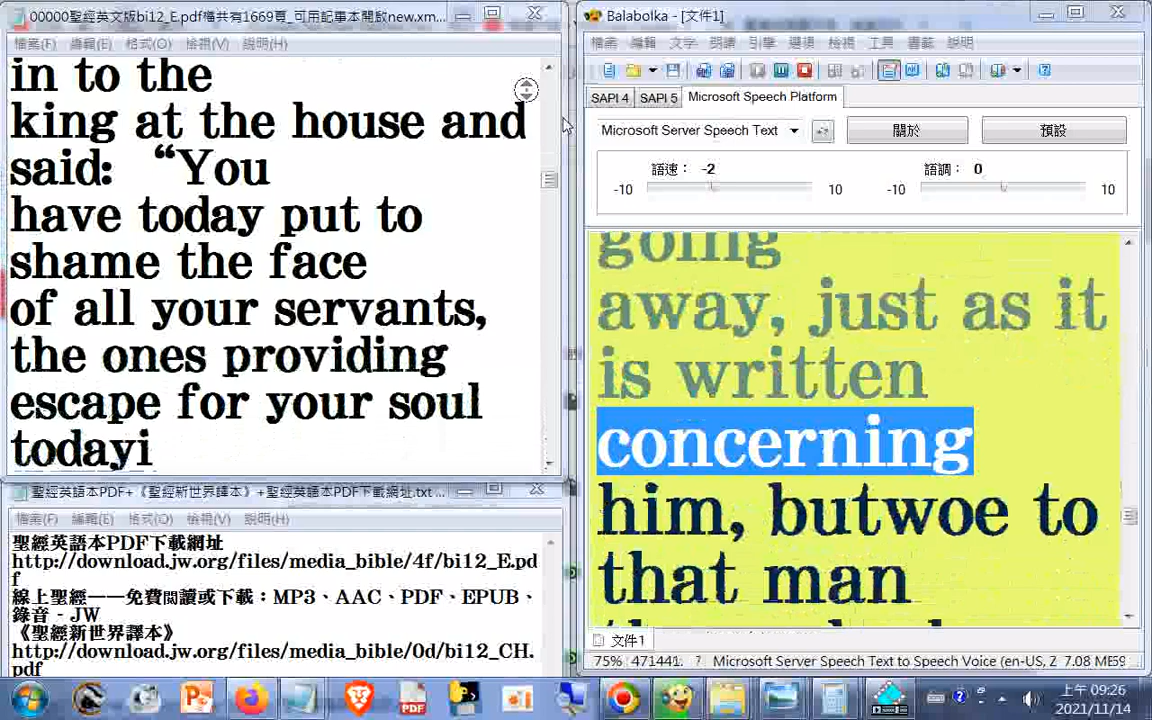 00000聖經英文版bi12_E.pdf檔共有1669頁_可用記事本開啟new.xm...
檔案(F) 編輯(E) 格式(O) 檢視(V) 說明(H)
in to the
king at the house and
said: “You
have today put to
shame the face
of all your servants,
the ones providing
escape for your soul
todayi
聖經英語本PDF+《聖經新世界譯本》+聖經英語本PDF下載網址.txt ...
檔案(F) 編輯(E) 格式(O) 檢視(V) 說明(H)
聖經英語本PDF下載網址
http://download.jw.org/files/media_bible/4f/bi12_E.pd
f
線上聖經——免費閱讀或下載：MP3、AAC、PDF、EPUB、
錄音 - JW
《聖經新世界譯本》
http://download.jw.org/files/media_bible/0d/bi12_CH.
pdf
Balabolka - [文件1]
檔案 編輯 文字 閱讀 引擎 選項 檢視 工具 書籤 說明
SAPI 4 SAPI 5 Microsoft Speech Platform
Microsoft Server Speech Text 關於 預設
語速： -2 語調： 0
-10 10 -10 10
going
away, just as it
is written
concerning
him, butwoe to
that man
文件1
75% 471441. ? Microsoft Server Speech Text to Speech Voice (en-US, Z 7.08 ME59
上午 09:26
2021/11/14